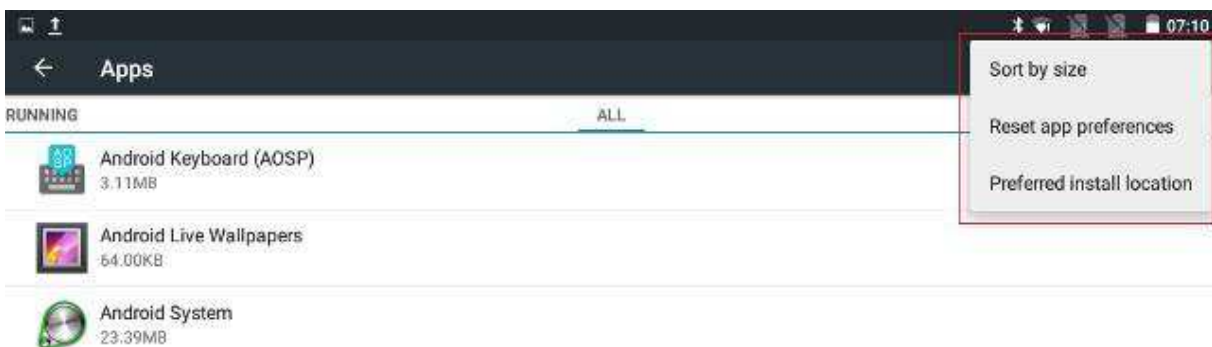 07:10
Apps
Sort by size
RUNNING
ALL
Reset app preferences
Android Keyboard (AOSP)
3.11MB
Preferred install location
Android Live Wallpapers
64.00KB
Android System
23.39MB